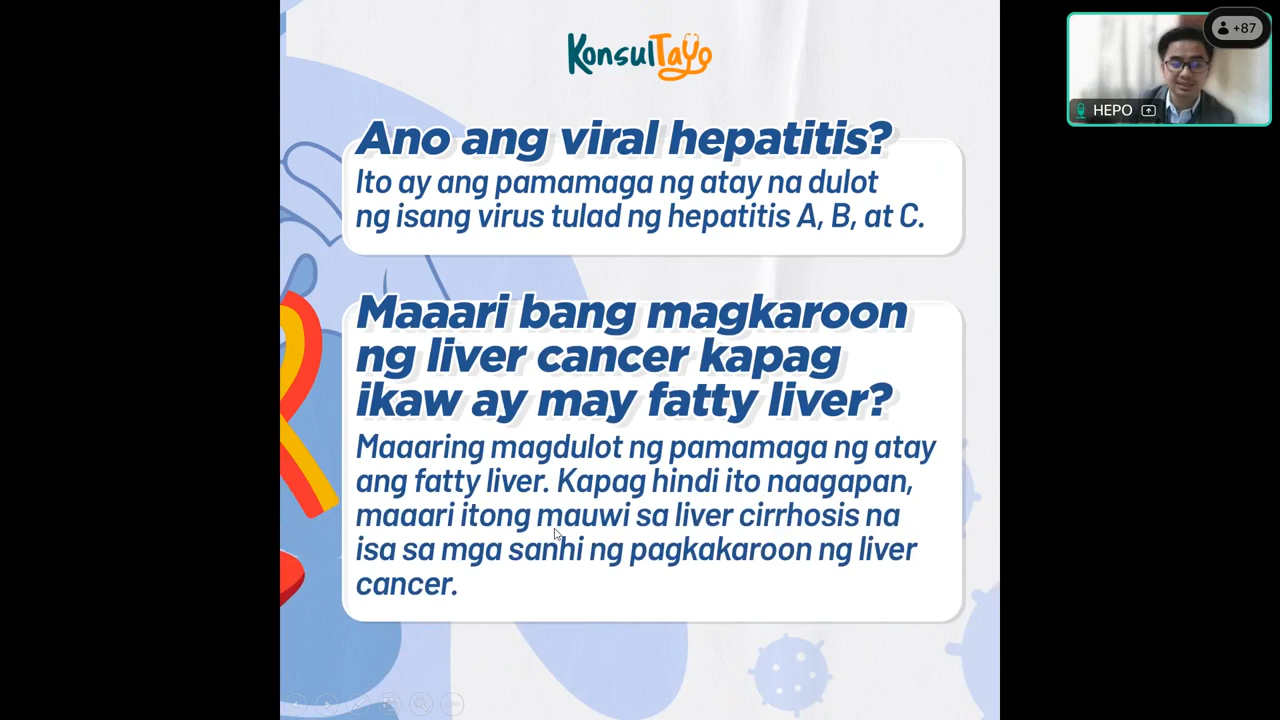 KonsulTayo
+87
HEPO
Ano ang viral hepatitis?
Ito ay ang pamamaga ng atay na dulot
ng isang virus tulad ng hepatitis A, B, at C.
Maaari bang magkaroon
ng liver cancer kapag
ikaw ay may fatty liver?
Maaaring magdulot ng pamamaga ng atay
ang fatty liver. Kapag hindi ito naagapan,
maaari itong mauwi sa liver cirrhosis na
isa sa mga sanhi ng pagkakaroon ng liver
cancer.